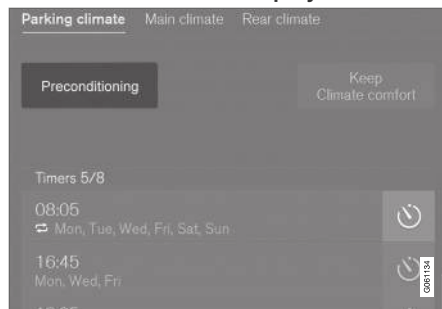 Parking climate Main climate Rear climate
Preconditioning
Keep
Climate comfort
Timers 5/8
08:05
Mon, Tue, Wed, Fri, Sat, Sun
16:45
Mon, Wed, Fri
G061134